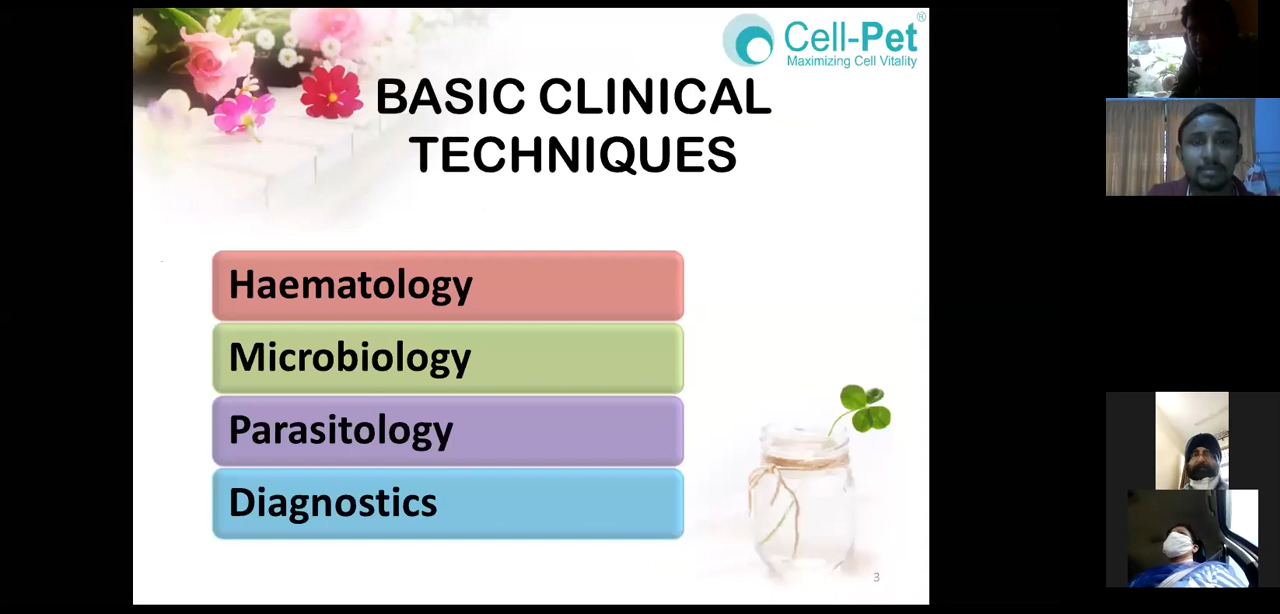 Cell-Pet®
Maximizing Cell Vitality
BASIC CLINICAL
TECHNIQUES
Haematology
Microbiology
Parasitology
Diagnostics
3